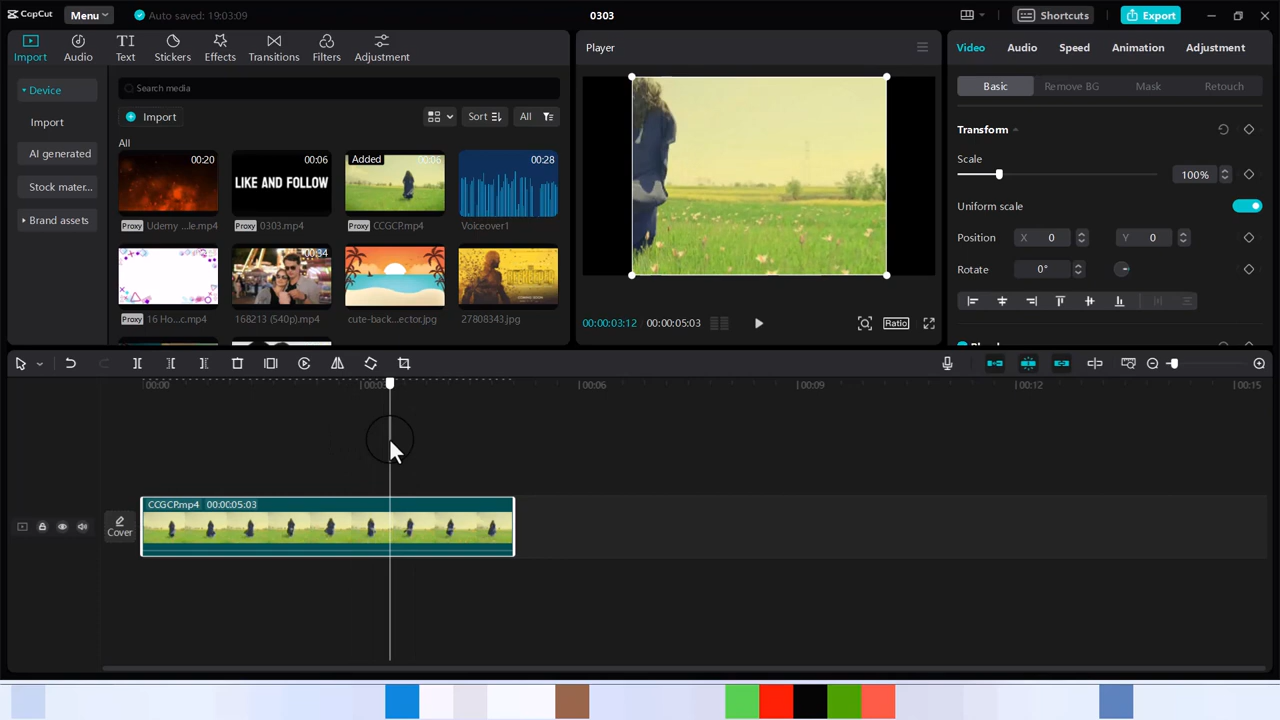 CapCut
Menu
Auto saved: 19:03:09
0303
Shortcuts
Export
Import
Audio
Text
Stickers
Effects
Transitions
Filters
Adjustment
Device
Import
AI generated
Stock mater...
Brand assets
Search media
Import
Sort
All
All
00:20
Proxy Udemy ...le.mp4
00:06
LIKE AND FOLLOW
Proxy 0303.mp4
Added
00:06
Proxy CCGCP.mp4
00:28
Voiceover1
Proxy 16 Ho...c.mp4
00:34
168213 (540p).mp4
cute-back...ector.jpg
27808343.jpg
Player
00:00:03:12
00:00:05:03
Ratio
Video
Audio
Speed
Animation
Adjustment
Basic
Remove BG
Mask
Retouch
Transform
Scale
100%
Uniform scale
Position
X 0
Y 0
Rotate
0°
00:00
00:06
00:09
00:12
00:15
Cover
CCGCP.mp4 00:00:05:03